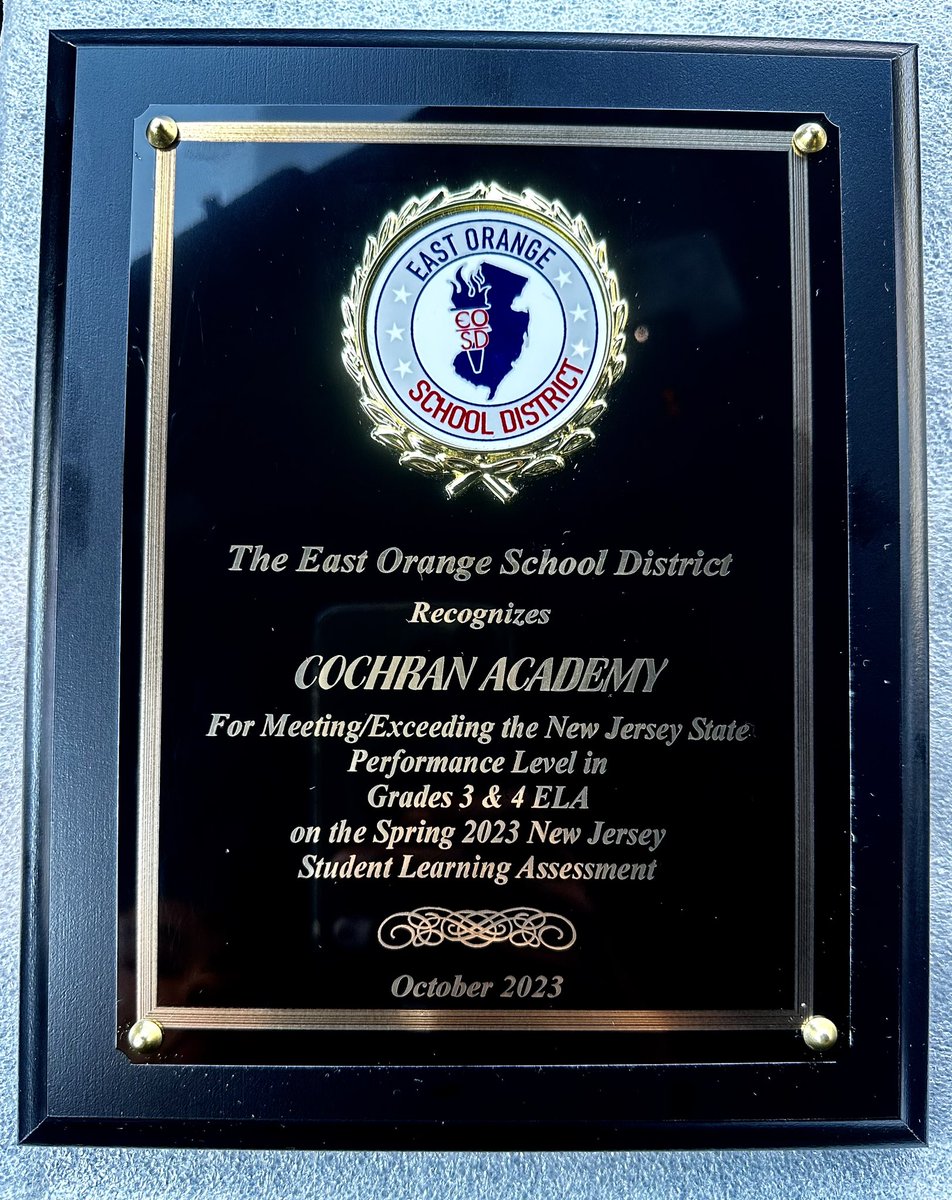 EAST ORANGE
EO
S.D
SCHOOL DISTRICT
The East Orange School District
Recognizes
COCHRAN ACADEMY
For Meeting/Exceeding the New Jersey State
Performance Level in
Grades 3 & 4 ELA
on the Spring 2023 New Jersey
Student Learning Assessment
October 2023